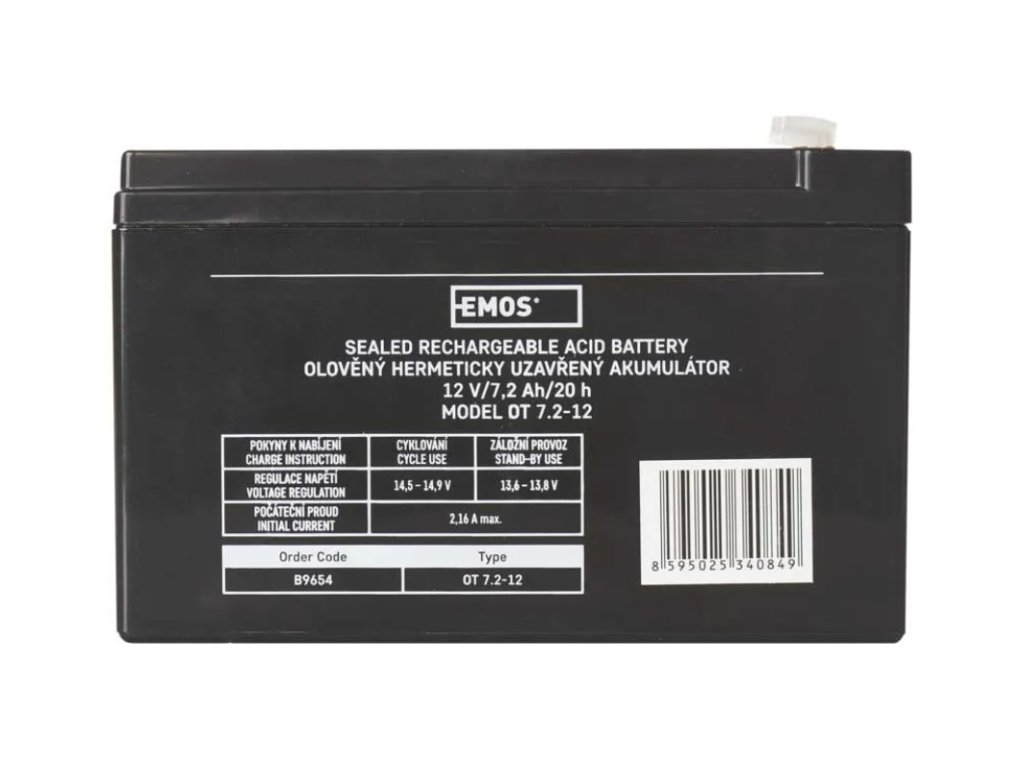 EMOS
SEALED RECHARGEABLE ACID BATTERY
OLOVĚNÝ HERMETICKY UZAVŘENÝ AKUMULÁTOR
12 V/7,2 Ah/20 h
MODEL OT 7.2-12
POKYNY K NABÍJENÍ CYKLOVÁNÍ ZÁLOŽNÍ PROVOZ
CHARGE INSTRUCTION CYCLE USE STAND-BY USE
REGULACE NAPĚTÍ
VOLTAGE REGULATION 14,5 – 14,9 V 13,6 – 13,8 V
POČÁTEČNÍ PROUD
INITIAL CURRENT 2,16 A max.
Order Code Type
B9654 OT 7.2-12
8 595025 340849